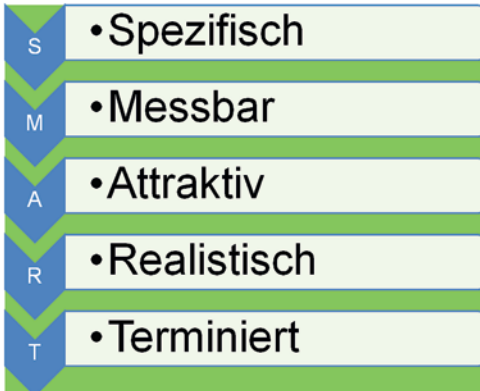 S •Spezifisch
M •Messbar
A •Attraktiv
R •Realistisch
T •Terminiert